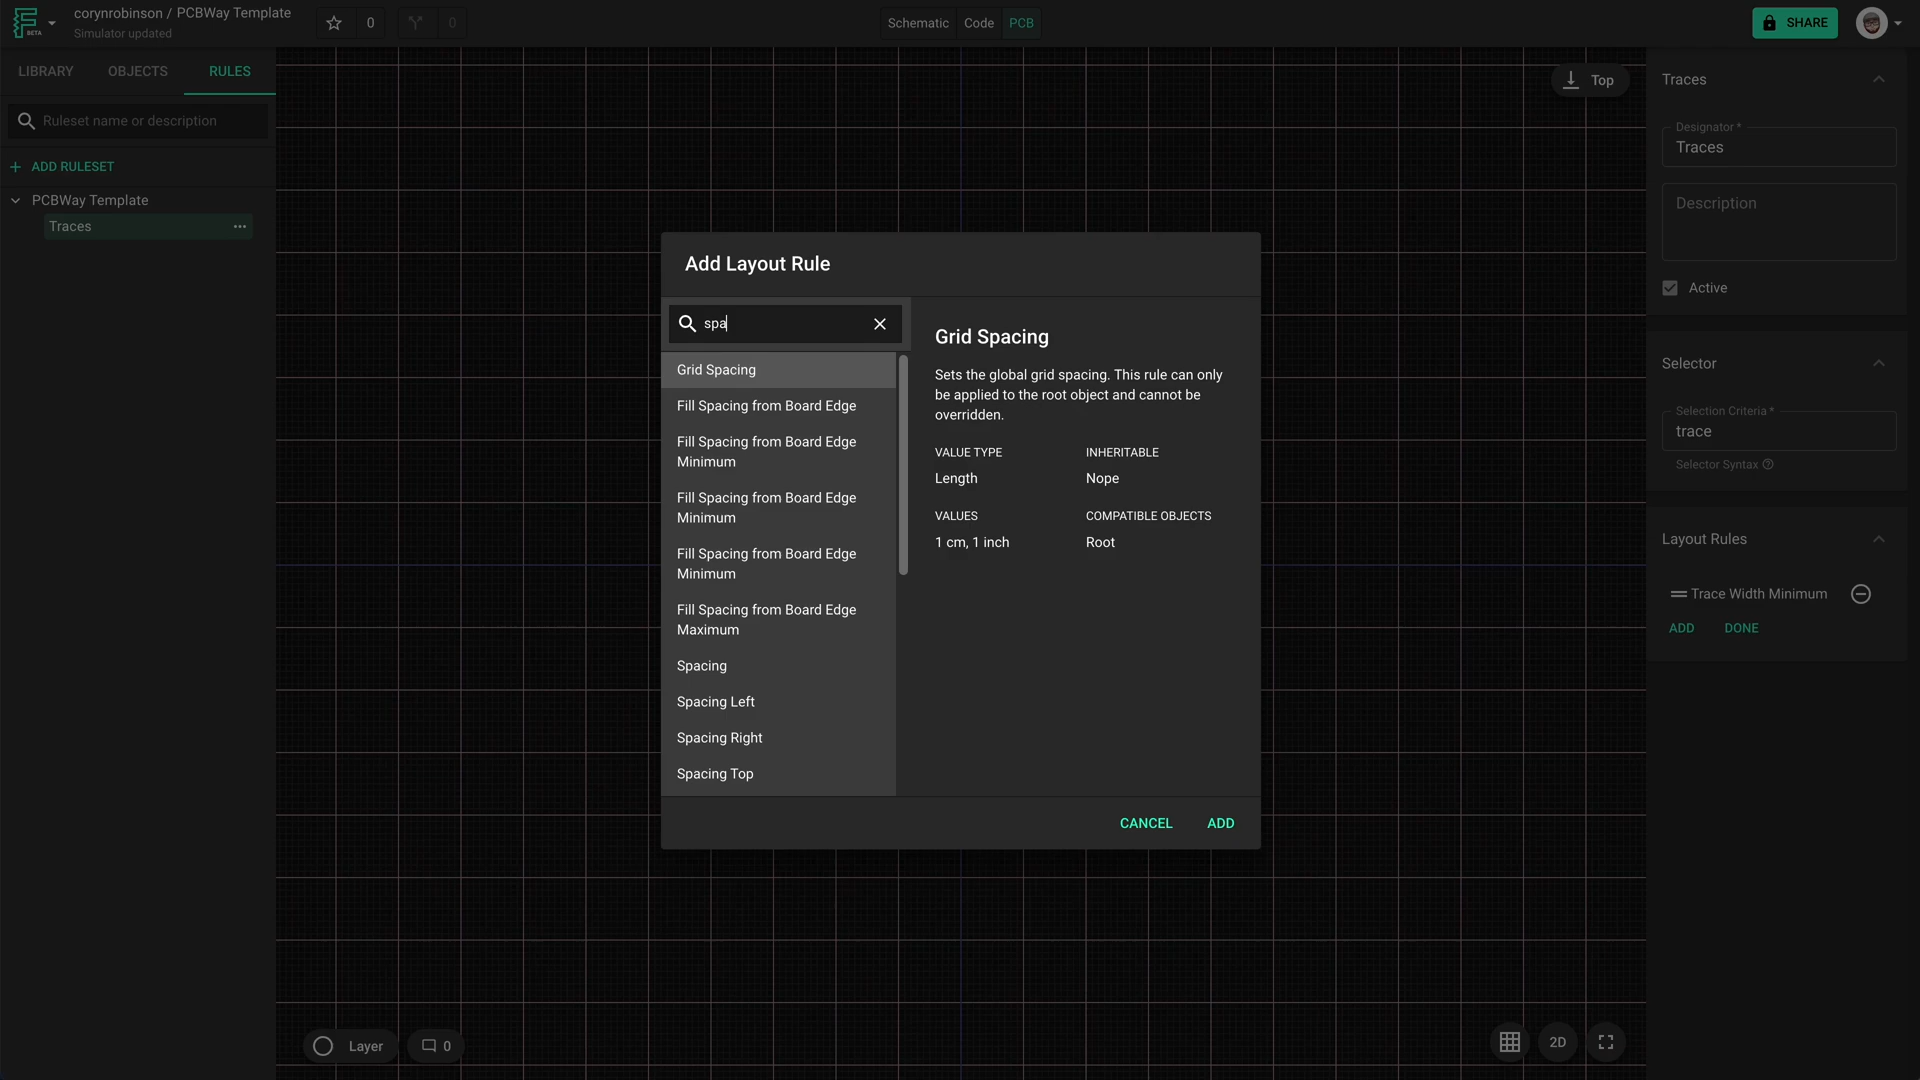 BETA
corynrobinson / PCBWay Template
Simulator updated
0
0
Schematic
Code
PCB
SHARE
LIBRARY
OBJECTS
RULES
Ruleset name or description
ADD RULESET
PCBWay Template
Traces
Top
Traces
Designator *
Traces
Description
Active
Selector
Selection Criteria *
trace
Selector Syntax
Layout Rules
Trace Width Minimum
ADD
DONE
Add Layout Rule
spa
Grid Spacing
Fill Spacing from Board Edge
Fill Spacing from Board Edge
Minimum
Fill Spacing from Board Edge
Minimum
Fill Spacing from Board Edge
Minimum
Fill Spacing from Board Edge
Maximum
Spacing
Spacing Left
Spacing Right
Spacing Top
Grid Spacing
Sets the global grid spacing. This rule can only
be applied to the root object and cannot be
overridden.
VALUE TYPE
INHERITABLE
Length
Nope
VALUES
COMPATIBLE OBJECTS
1 cm, 1 inch
Root
CANCEL
ADD
Layer
0
2D